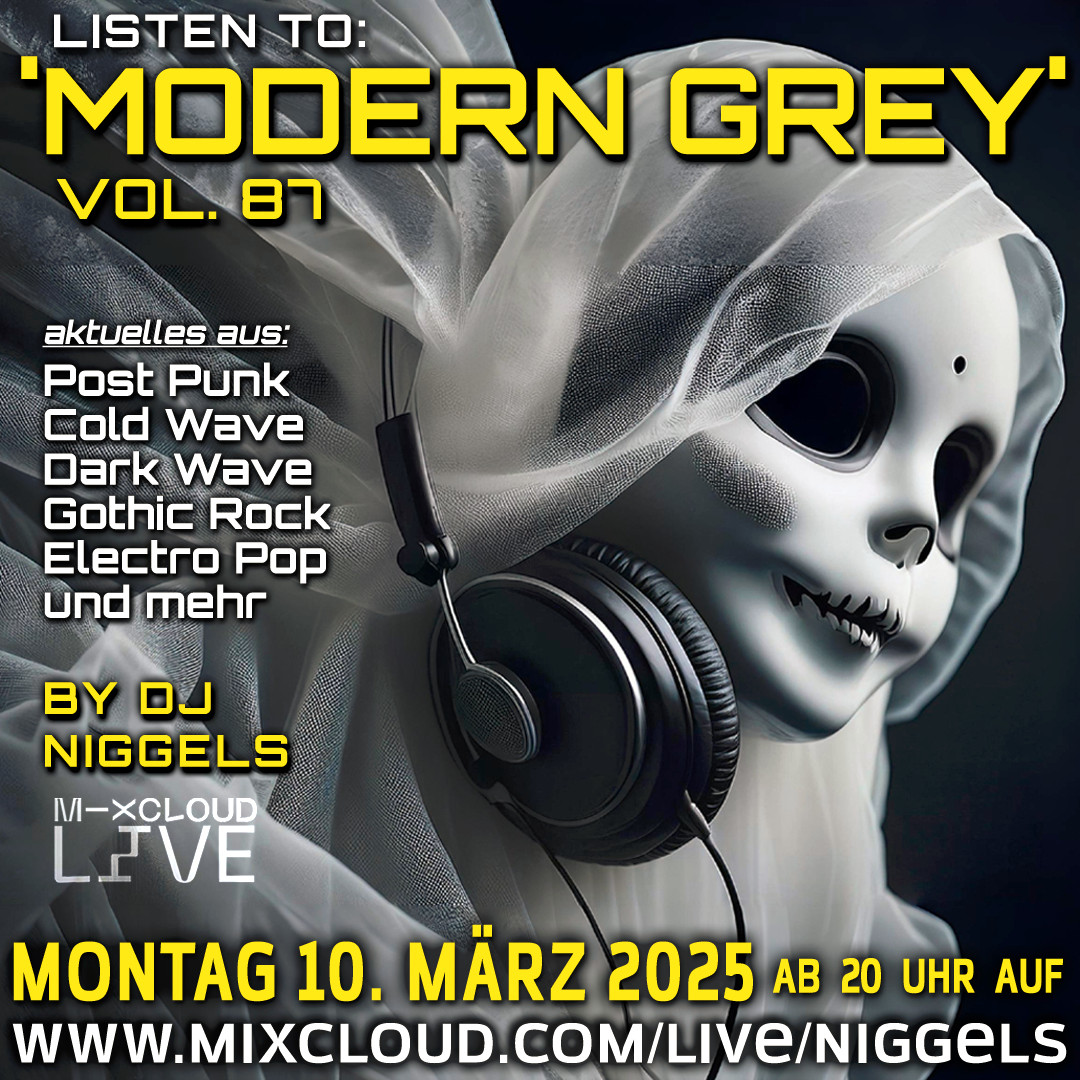 LISTEN TO:
'MODERN GREY'
VOL. 87
aktuelles aus:
Post Punk
Cold Wave
Dark Wave
Gothic Rock
Electro Pop
und mehr
BY DJ
NIGGELS
MIXCLOUD
LIVE
MONTAG 10. MÄRZ 2025 AB 20 UHR AUF
WWW.MIXCLOUD.COM/LIVE/NIGGELS